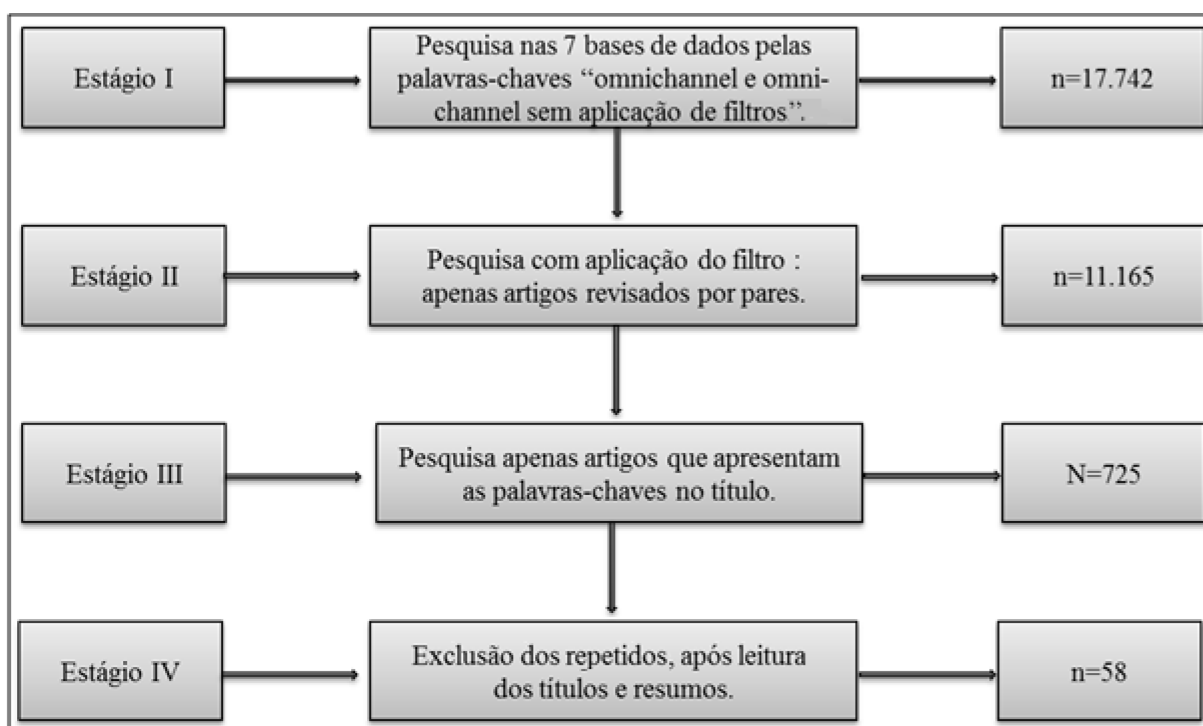 Estágio I
Pesquisa nas 7 bases de dados pelas
palavras-chaves “omnichannel e omni-
channel sem aplicação de filtros”.
n=17.742
Estágio II
Pesquisa com aplicação do filtro :
apenas artigos revisados por pares.
n=11.165
Estágio III
Pesquisa apenas artigos que apresentam
as palavras-chaves no título.
N=725
Estágio IV
Exclusão dos repetidos, após leitura
dos títulos e resumos.
n=58